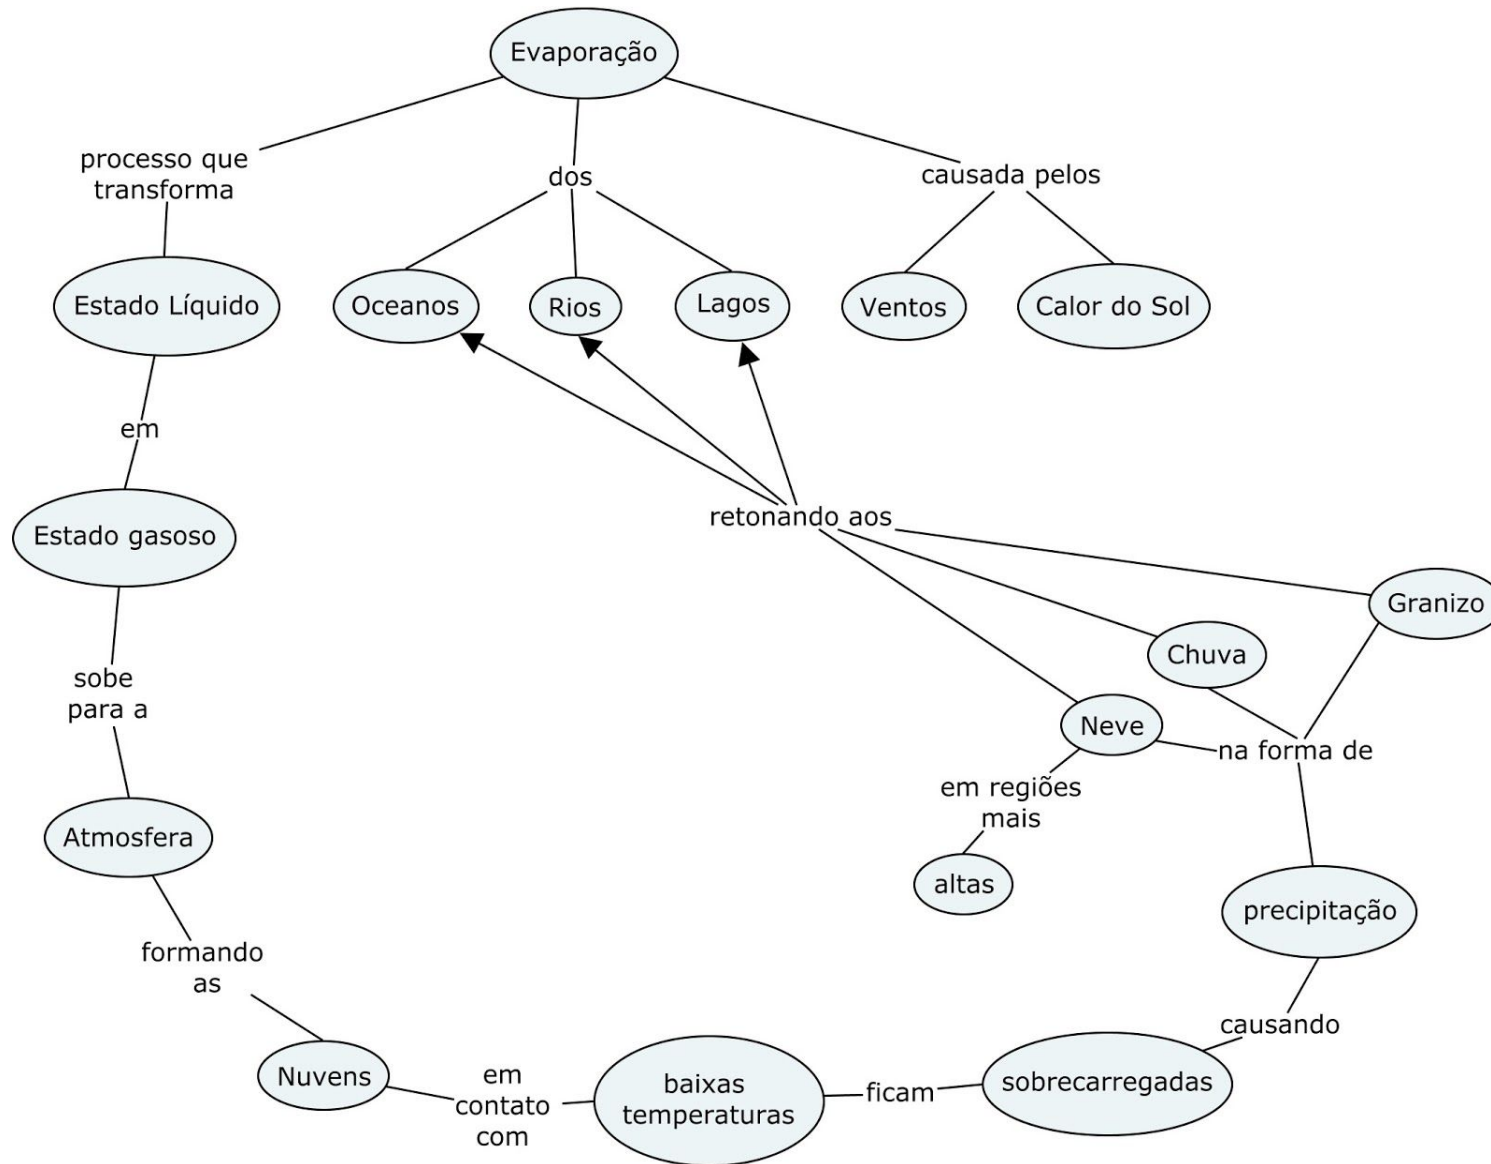 Evaporação
processo que
transforma
dos
causada pelos
Estado Líquido
Oceanos
Rios
Lagos
Ventos
Calor do Sol
em
Estado gasoso
retonando aos
Granizo
Chuva
sobe
para a
Neve
na forma de
em regiões
mais
Atmosfera
altas
precipitação
formando
as
causando
Nuvens
em
contato
com
baixas
temperaturas
ficam
sobrecarregadas